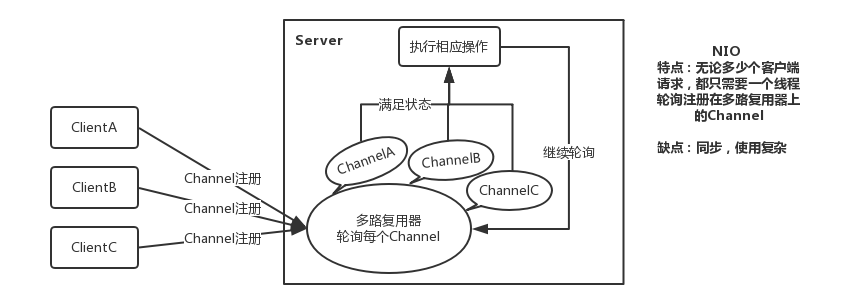 Server
执行相应操作
满足状态
ChannelA
ChannelB
ChannelC
继续轮询
ClientA
ClientB
ClientC
Channel注册
Channel注册
Channel注册
多路复用器
轮询每个Channel
NIO
特点：无论多少个客户端
请求，都只需要一个线程
轮询注册在多路复用器上
的Channel
缺点：同步，使用复杂